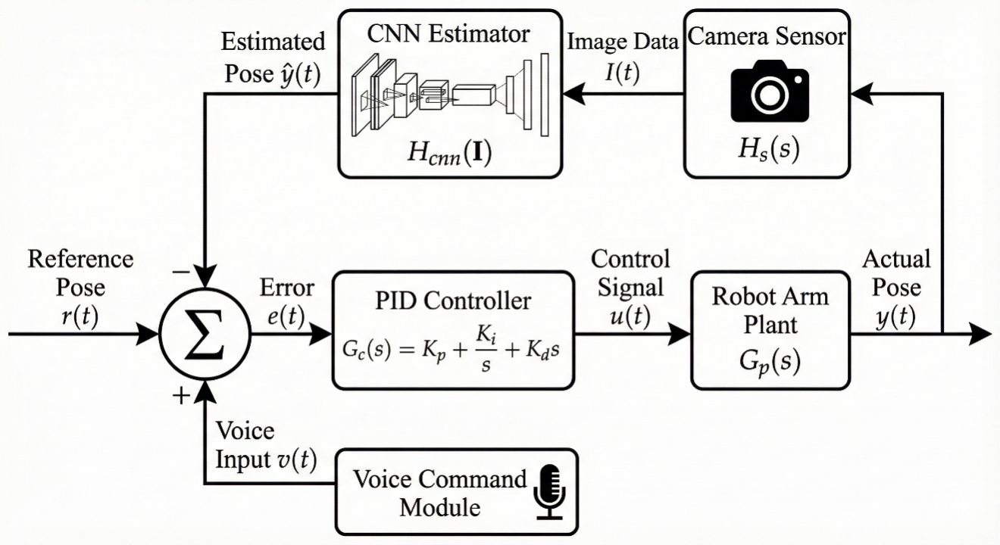 CNN Estimator
H_cnn(I)
Camera Sensor
H_s(s)
Image Data
I(t)
Estimated
Pose ŷ(t)
Reference
Pose
r(t)
−
Σ
+
Error
e(t)
PID Controller
G_c(s) = K_p + K_i/s + K_d s
Control
Signal
u(t)
Robot Arm
Plant
G_p(s)
Actual
Pose
y(t)
Voice
Input v(t)
Voice Command
Module